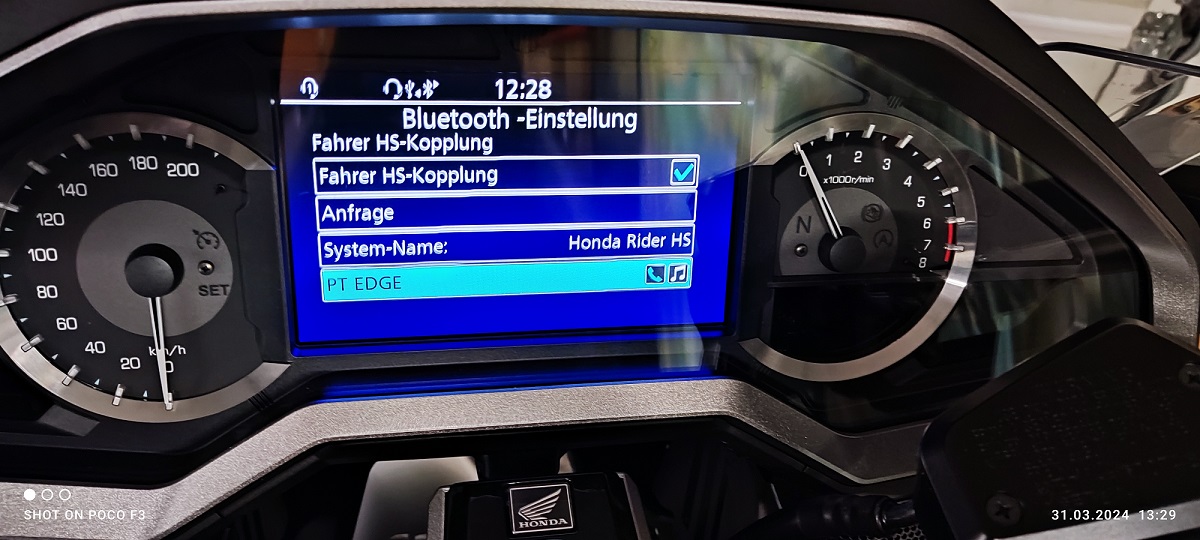 12:28
Bluetooth -Einstellung
Fahrer HS-Kopplung
Fahrer HS-Kopplung
Anfrage
System-Name: Honda Rider HS
PT EDGE
200
180
160
140
120
100
80
60
40
20
0
km/h
SET
0
1
2
3
4
5
6
7
8
x1000r/min
N
HONDA
SHOT ON POCO F3
31.03.2024 13:29